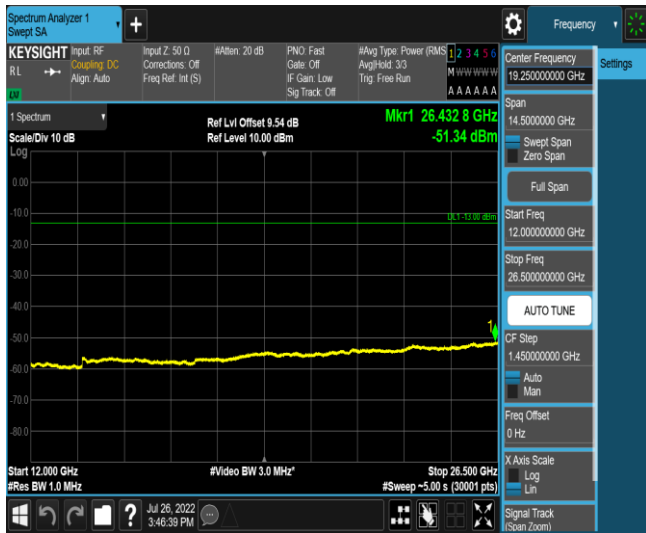 Spectrum Analyzer 1
Swept SA
Frequency
KEYSIGHT
RL
Input: RF
Coupling: DC
Align: Auto
Input Z: 50 Ω
Corrections: Off
Freq Ref: Int (S)
#Atten: 20 dB
PNO: Fast
Gate: Off
IF Gain: Low
Sig Track: Off
#Avg Type: Power (RMS
Avg|Hold: 3/3
Trig: Free Run
1 2 3 4 5 6
M W W W W W
A A A A A A
1 Spectrum
Scale/Div 10 dB
Log
Ref Lvl Offset 9.54 dB
Ref Level 10.00 dBm
Mkr1 26.432 8 GHz
-51.34 dBm
0.00
-10.0
DL1 -13.00 dBm
-20.0
-30.0
-40.0
1
-50.0
-60.0
-70.0
-80.0
Start 12.000 GHz
#Res BW 1.0 MHz
#Video BW 3.0 MHz*
Stop 26.500 GHz
#Sweep ~5.00 s (30001 pts)
?
Jul 26, 2022
3:46:39 PM
Center Frequency
19.250000000 GHz
Settings
Span
14.5000000 GHz
Swept Span
Zero Span
Full Span
Start Freq
12.000000000 GHz
Stop Freq
26.500000000 GHz
AUTO TUNE
CF Step
1.450000000 GHz
Auto
Man
Freq Offset
0 Hz
X Axis Scale
Log
Lin
Signal Track
(Span Zoom)